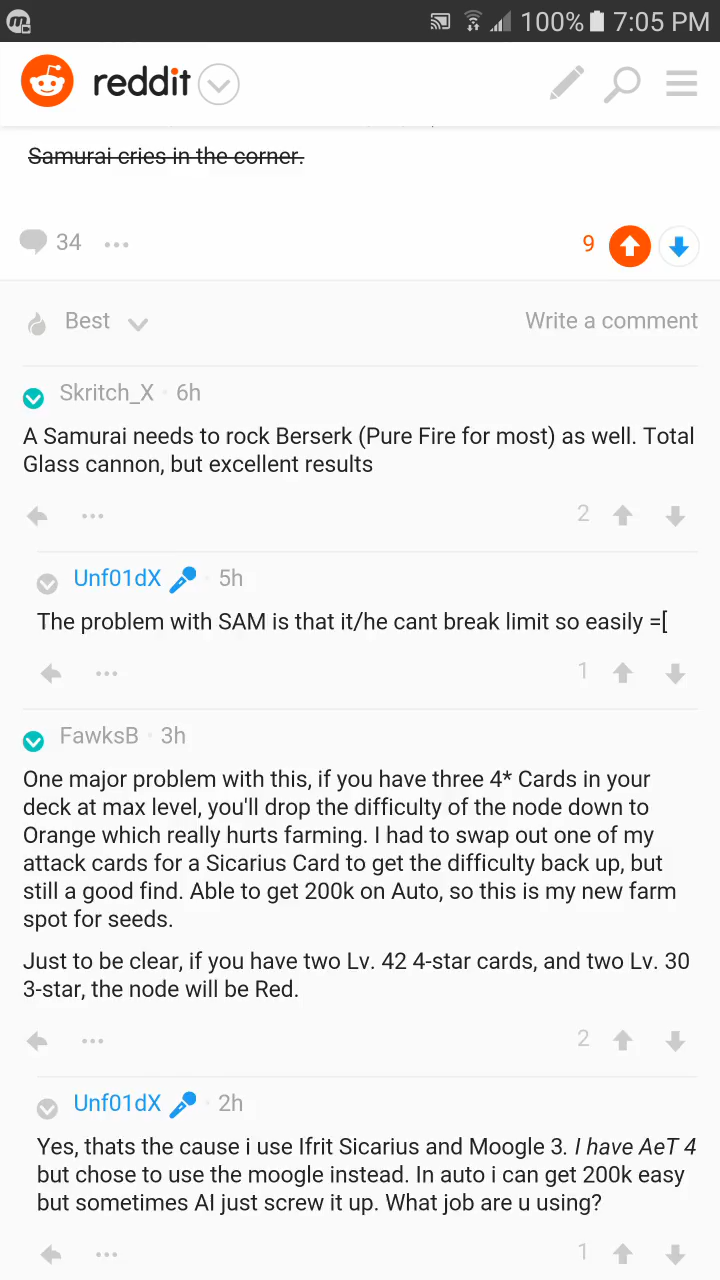 100% 7:05 PM
reddit
Samurai cries in the corner.
34
9
Best
Write a comment
Skritch_X · 6h
A Samurai needs to rock Berserk (Pure Fire for most) as well. Total
Glass cannon, but excellent results
2
Unf01dX · 5h
The problem with SAM is that it/he cant break limit so easily =[
1
FawksB · 3h
One major problem with this, if you have three 4* Cards in your
deck at max level, you'll drop the difficulty of the node down to
Orange which really hurts farming. I had to swap out one of my
attack cards for a Sicarius Card to get the difficulty back up, but
still a good find. Able to get 200k on Auto, so this is my new farm
spot for seeds.
Just to be clear, if you have two Lv. 42 4-star cards, and two Lv. 30
3-star, the node will be Red.
2
Unf01dX · 2h
Yes, thats the cause i use Ifrit Sicarius and Moogle 3. I have AeT 4
but chose to use the moogle instead. In auto i can get 200k easy
but sometimes AI just screw it up. What job are u using?
1